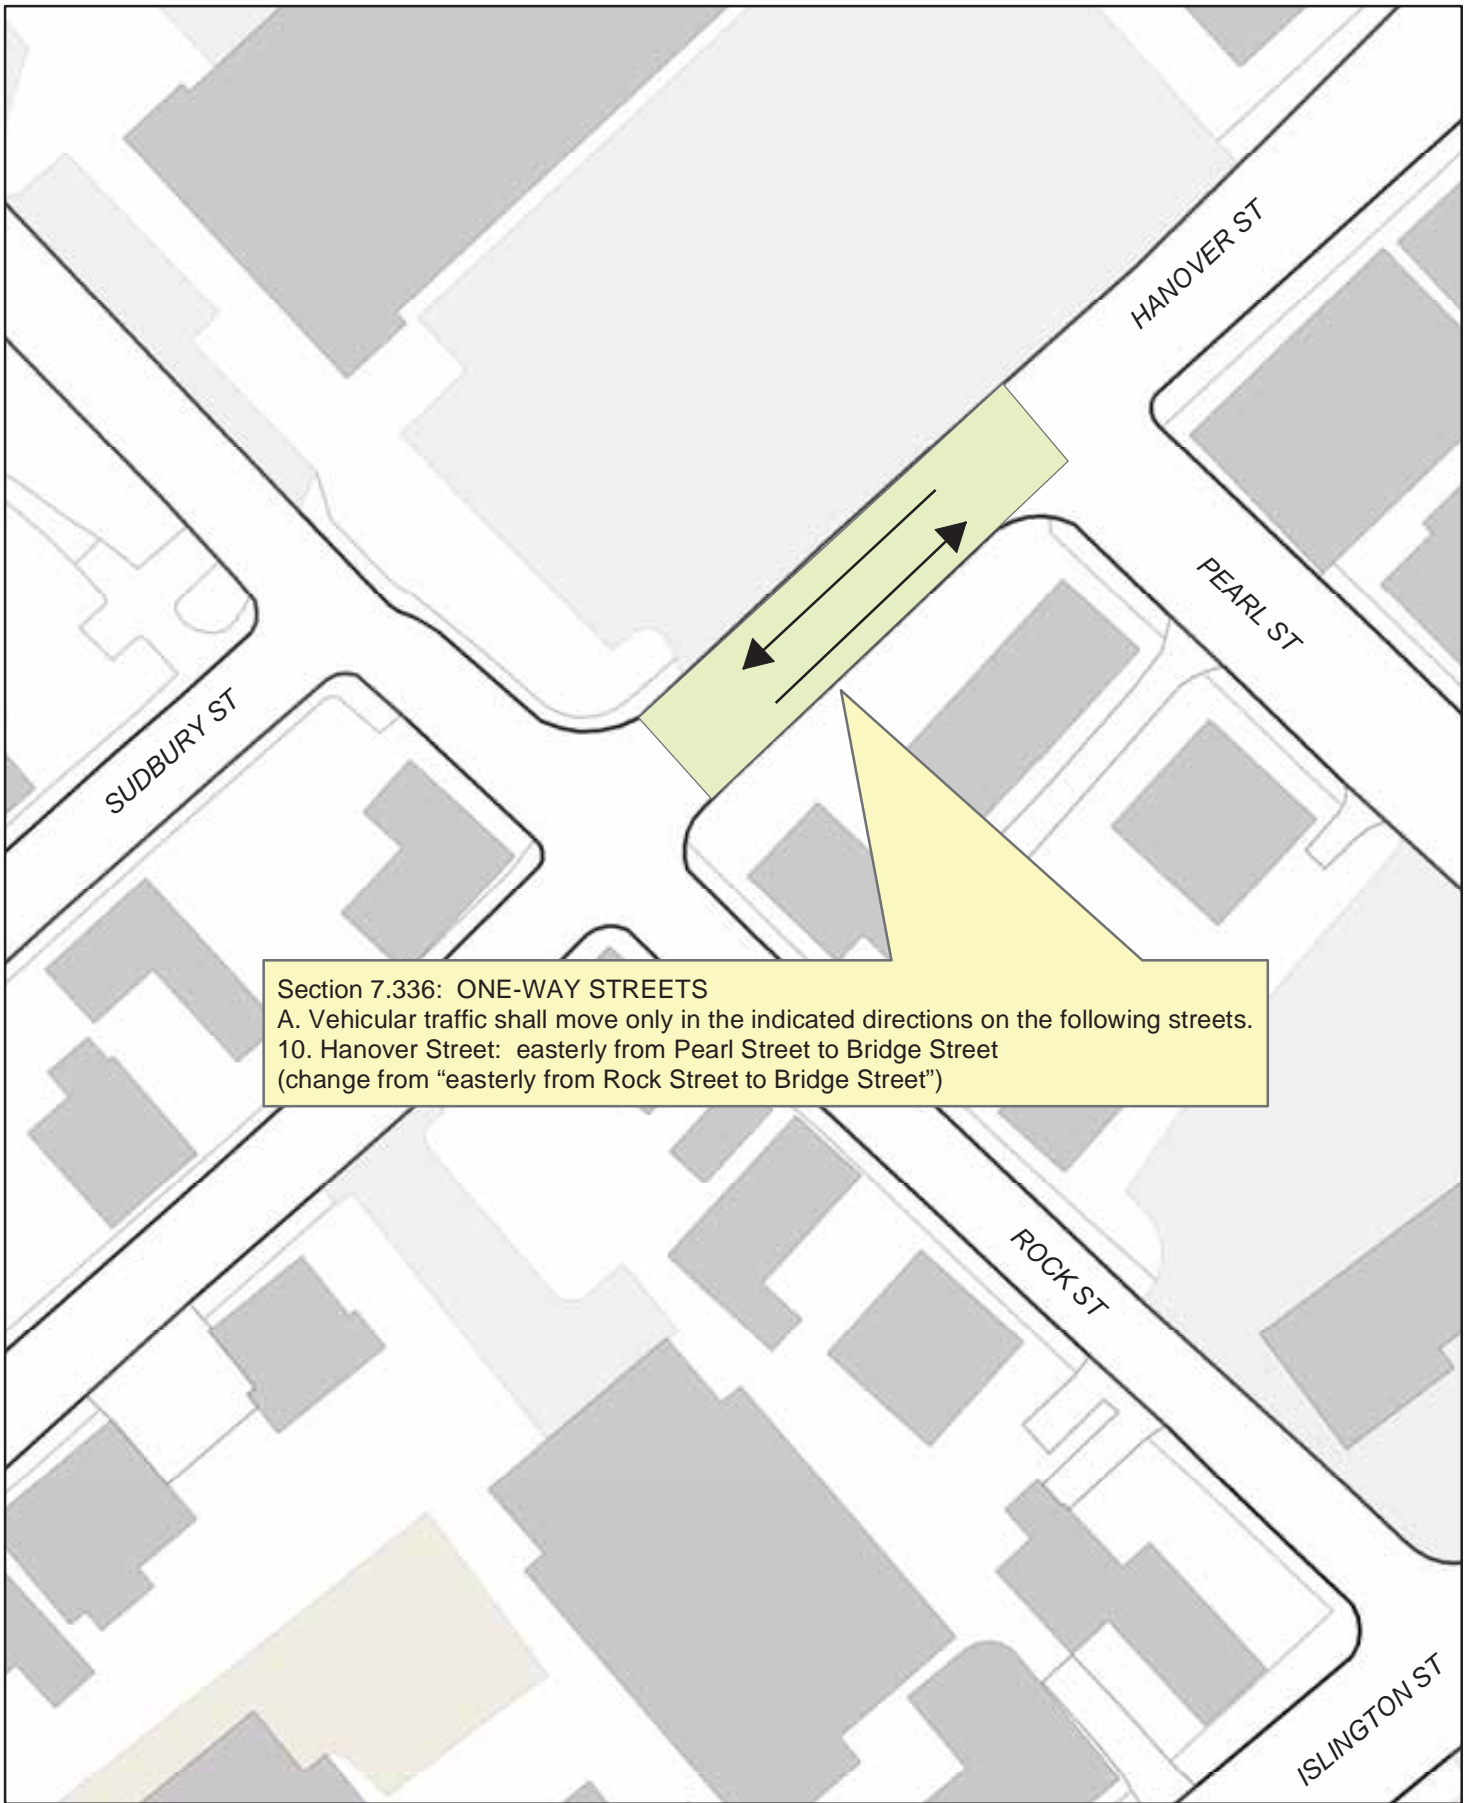 HANOVER ST
PEARL ST
SUDBURY ST
Section 7.336: ONE-WAY STREETS
A. Vehicular traffic shall move only in the indicated directions on the following streets.
10. Hanover Street: easterly from Pearl Street to Bridge Street
(change from “easterly from Rock Street to Bridge Street”)
ROCK ST
ISLINGTON ST